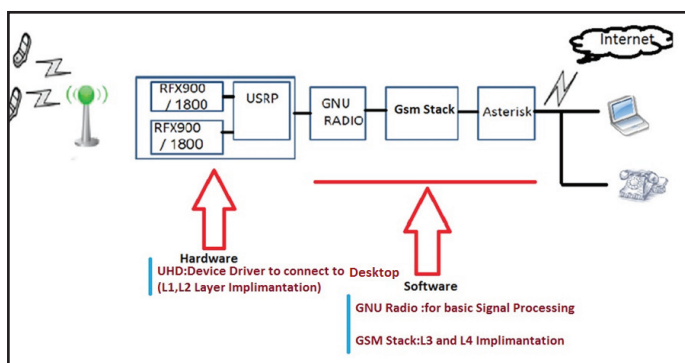 Internet
RFX900
/ 1800
USRP
RFX900
/ 1800
GNU
RADIO
Gsm Stack
Asterisk
Hardware
UHD:Device Driver to connect to Desktop
(L1,L2 Layer Implimantation)
Software
GNU Radio :for basic Signal Processing
GSM Stack:L3 and L4 Implimantation